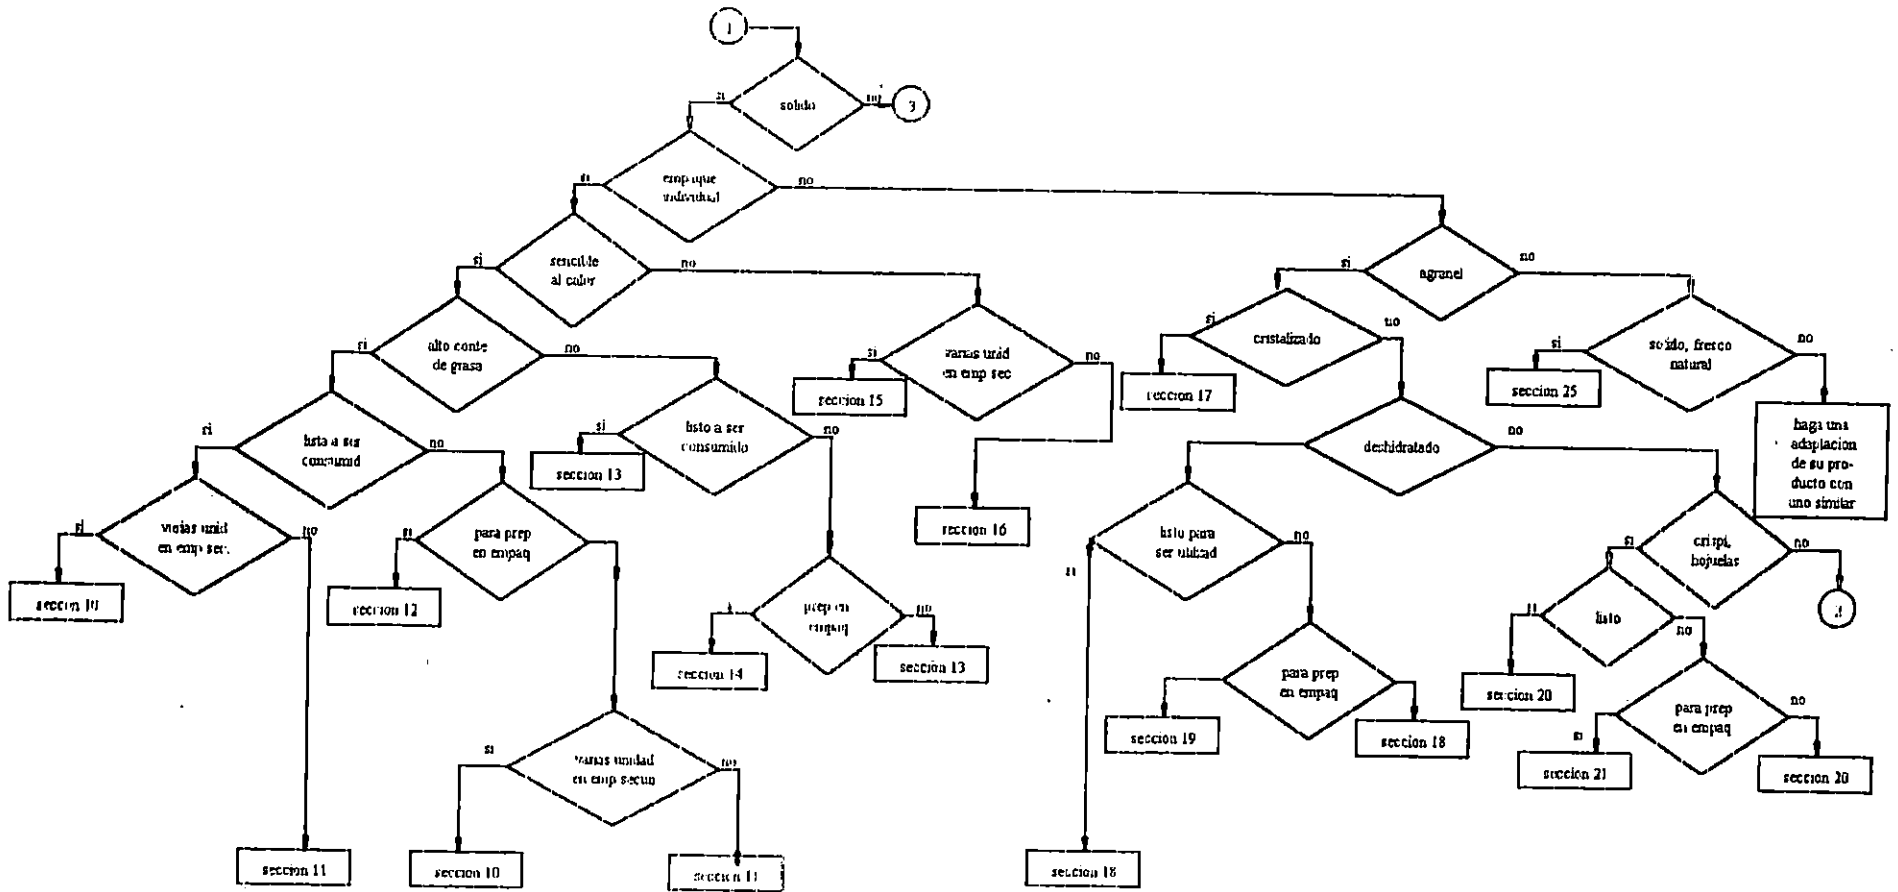 1
solido
si
no
3
empaque
individual
si
no
sencible
al calor
si
no
agranel
si
no
alto conte
de grasa
si
no
varias unid
en emp sec
si
no
cristalizado
si
no
solido, fresco
natural
si
no
seccion 15
seccion 17
seccion 25
haga una
adaptacion
de su pro-
ducto con
uno similar
listo a ser
consumid
si
no
listo a ser
consumido
si
no
seccion 13
deshidratado
no
seccion 16
varias unid
en emp sec.
si
no
para prep
en empaq
si
listo para
ser utilizad
si
no
crispi,
hojuelas
si
no
seccion 10
seccion 12
prep en
empaq
no
listo
si
no
seccion 14
seccion 13
para prep
en empaq
seccion 20
seccion 19
seccion 18
para prep
en empaq
si
no
seccion 21
seccion 20
varias unidad
en emp secun
si
no
seccion 11
seccion 10
seccion 11
seccion 18